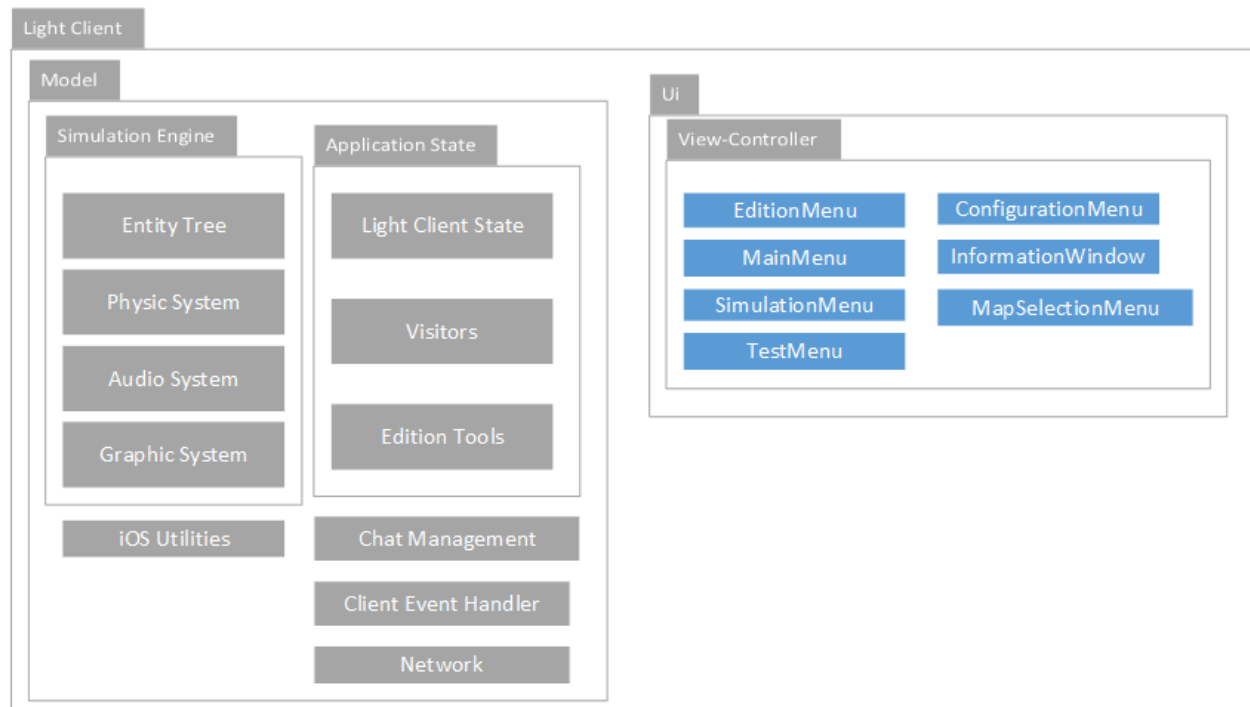 Light Client
Model
Simulation Engine
Entity Tree
Physic System
Audio System
Graphic System
iOS Utilities
Application State
Light Client State
Visitors
Edition Tools
Chat Management
Client Event Handler
Network
Ui
View-Controller
EditionMenu
MainMenu
SimulationMenu
TestMenu
ConfigurationMenu
InformationWindow
MapSelectionMenu